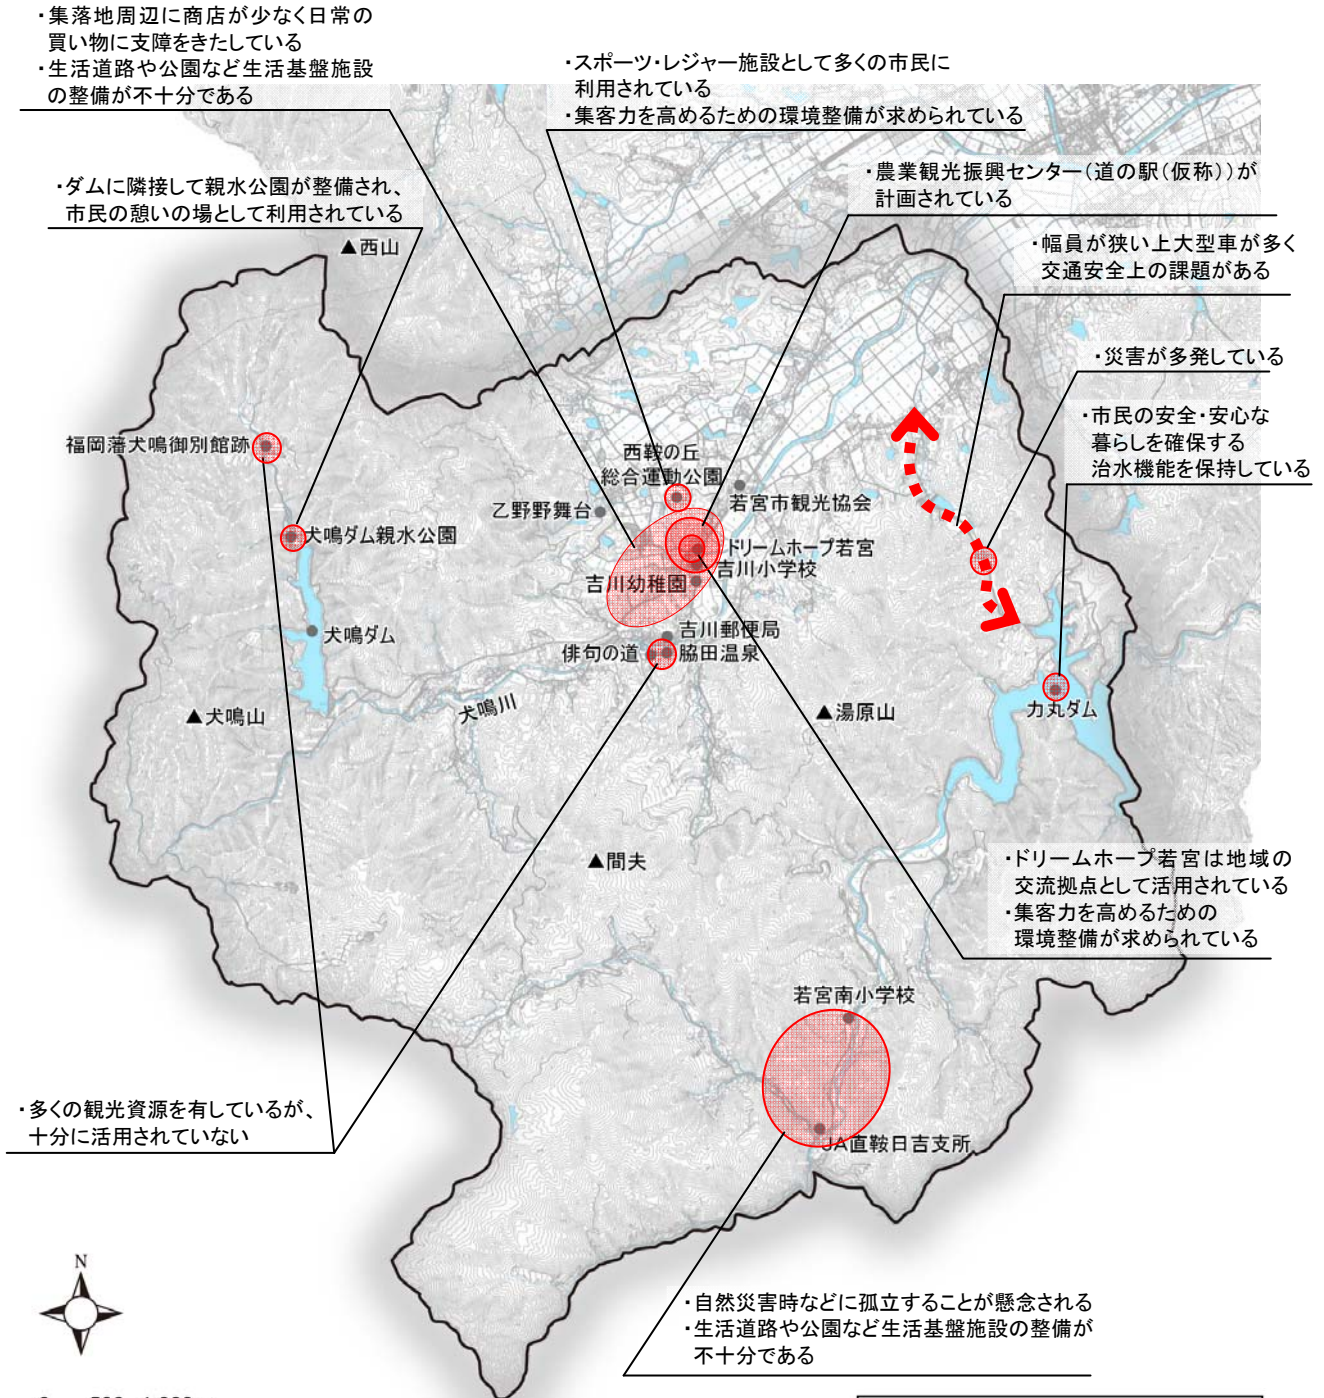 ・集落地周辺に商店が少なく日常の
買い物に支障をきたしている
・生活道路や公園など生活基盤施設
の整備が不十分である
・スポーツ・レジャー施設として多くの市民に
利用されている
・集客力を高めるための環境整備が求められている
・ダムに隣接して親水公園が整備され、
市民の憩いの場として利用されている
・農業観光振興センター(道の駅(仮称))が
計画されている
▲西山
・幅員が狭い上大型車が多く
交通安全上の課題がある
・災害が多発している
・市民の安全・安心な
暮らしを確保する
治水機能を保持している
福岡藩犬鳴御別館跡
西鞍の丘
総合運動公園
若宮市観光協会
乙野野舞台
犬鳴ダム親水公園
ドリームホープ若宮
吉川小学校
吉川幼稚園
犬鳴ダム
吉川郵便局
俳句の道
脇田温泉
犬鳴川
▲犬鳴山
▲湯原山
力丸ダム
▲間夫
・ドリームホープ若宮は地域の
交流拠点として活用されている
・集客力を高めるための
環境整備が求められている
若宮南小学校
・多くの観光資源を有しているが、
十分に活用されていない
JA直鞍日吉支所
N
・自然災害時などに孤立することが懸念される
・生活道路や公園など生活基盤施設の整備が
不十分である